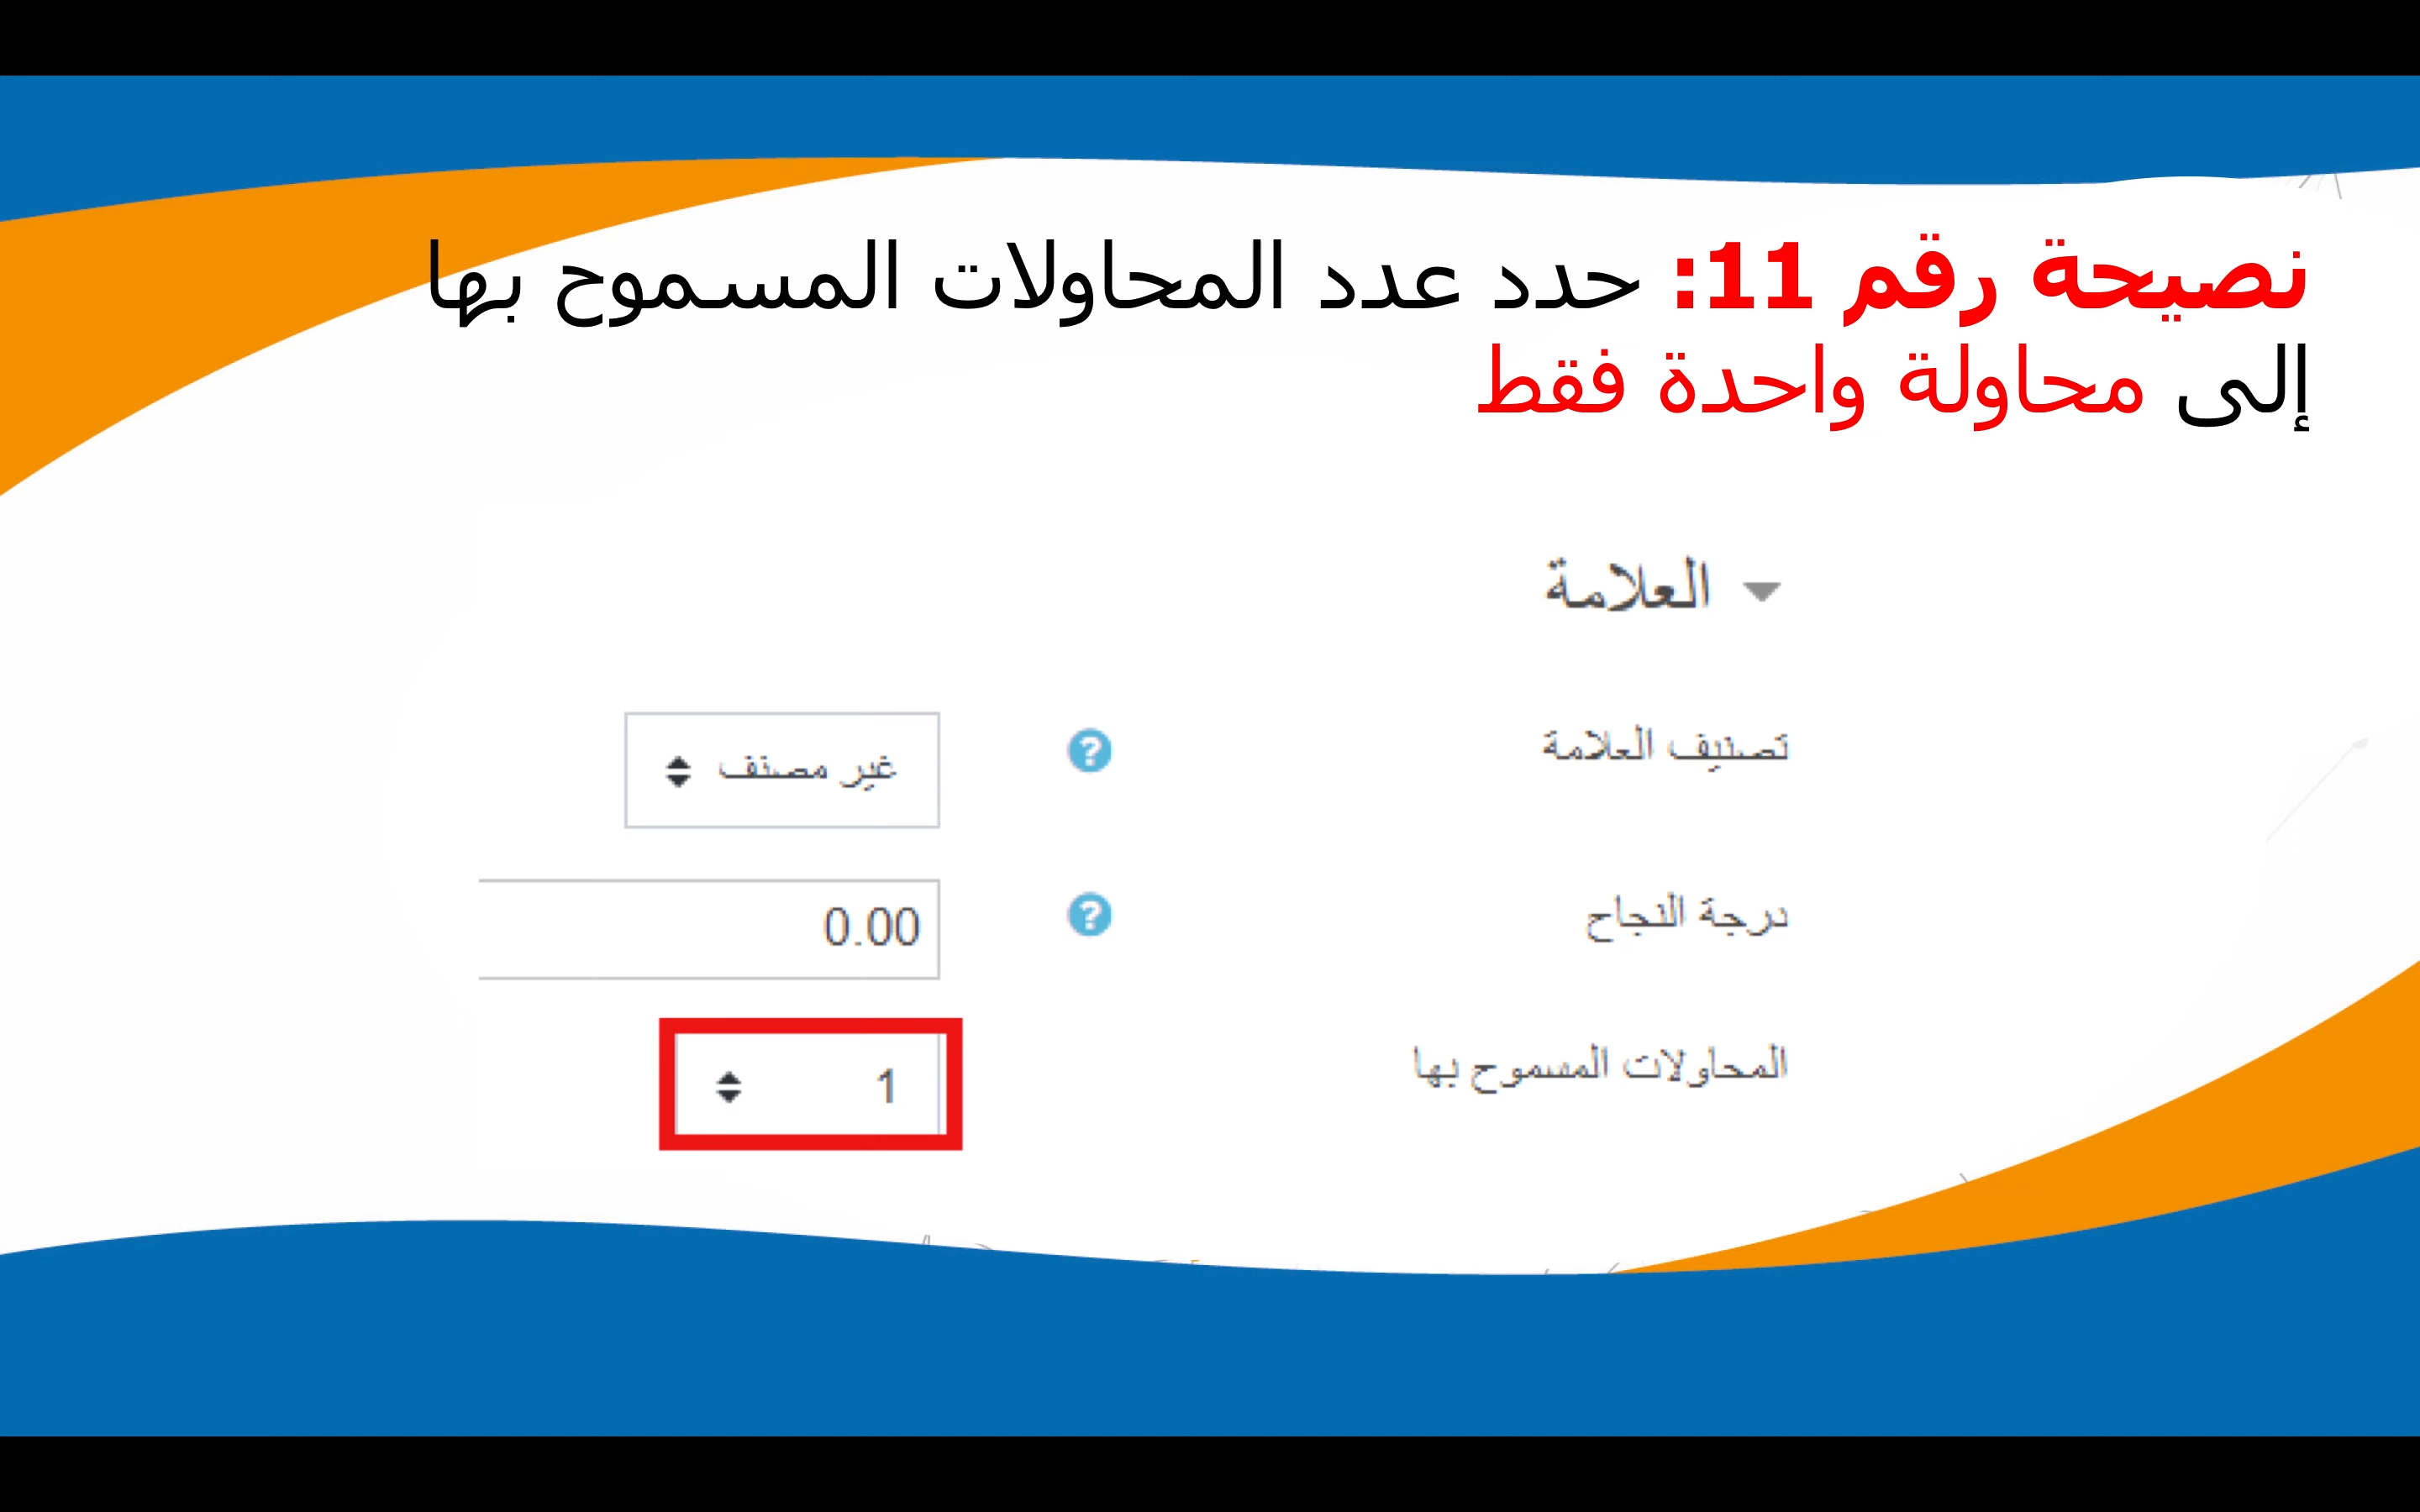 نصيحة رقم 11: حدد عدد المحاولات المسموح بها
إلى محاولة واحدة فقط
العلامة
تصنيف العلامة
غير مصنف
درجة النجاح
0.00
المحاولات المسموح بها
1